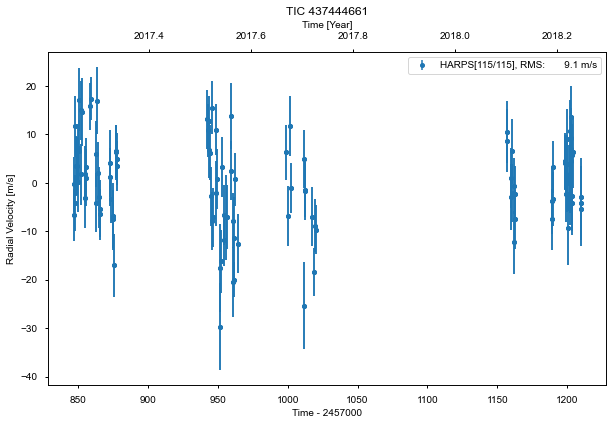 TIC 437444661
Time [Year]
2017.4 2017.6 2017.8 2018.0 2018.2
HARPS[115/115], RMS: 9.1 m/s
20
10
0
−10
−20
−30
−40
Radial Velocity [m/s]
850 900 950 1000 1050 1100 1150 1200
Time - 2457000